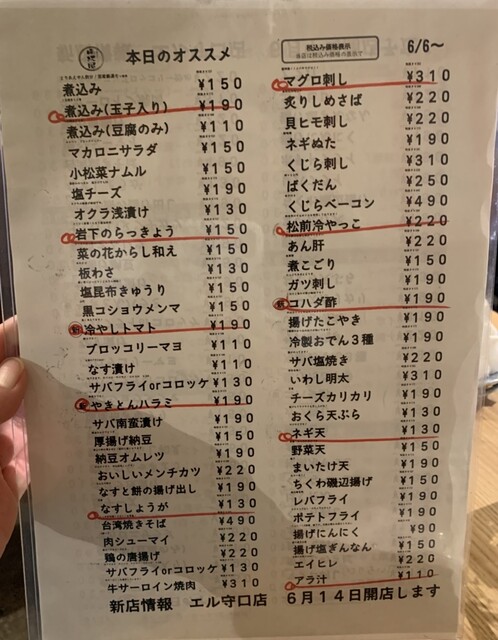 本日のオススメ
煮込み ¥150
煮込み(玉子入り) ¥190
煮込み(豆腐のみ) ¥110
マカロニサラダ ¥150
小松菜ナムル ¥150
塩チーズ ¥190
オクラ浅漬け ¥130
岩下のらっきょう ¥150
菜の花からし和え ¥150
板わさ ¥130
塩昆布きゅうり ¥150
黒コショウメンマ ¥150
冷やしトマト ¥190
ブロッコリーマヨ ¥110
なす漬け ¥110
サバフライorコロッケ ¥130
やきとんハラミ ¥190
サバ南蛮漬け ¥190
厚揚げ納豆 ¥150
納豆オムレツ ¥190
おいしいメンチカツ ¥220
なすと餅の揚げ出し ¥190
なすしょうが ¥130
台湾焼きそば ¥490
肉シューマイ ¥220
鶏の唐揚げ ¥220
サバフライorコロッケ ¥130
牛サーロイン焼肉 ¥310
税込み価格表示
6/6〜
マグロ刺し ¥310
炙りしめさば ¥220
貝ヒモ刺し ¥220
ネギぬた ¥190
くじら刺し ¥310
ばくだん ¥250
くじらベーコン ¥490
松前冷やっこ ¥220
あん肝 ¥220
煮こごり ¥150
ガツ刺し ¥190
コハダ酢 ¥190
揚げたこやき ¥190
冷製おでん3種 ¥190
サバ塩焼き ¥220
いわし明太 ¥310
チーズカリカリ ¥190
おくら天ぷら ¥130
ネギ天 ¥130
野菜天 ¥150
まいたけ天 ¥190
ちくわ磯辺揚げ ¥150
レバフライ ¥190
ポテトフライ ¥190
揚げにんにく ¥90
揚げ塩ぎんなん ¥150
エイヒレ ¥220
アラ汁 ¥110
新店情報 エル守口店 6月14日開店します